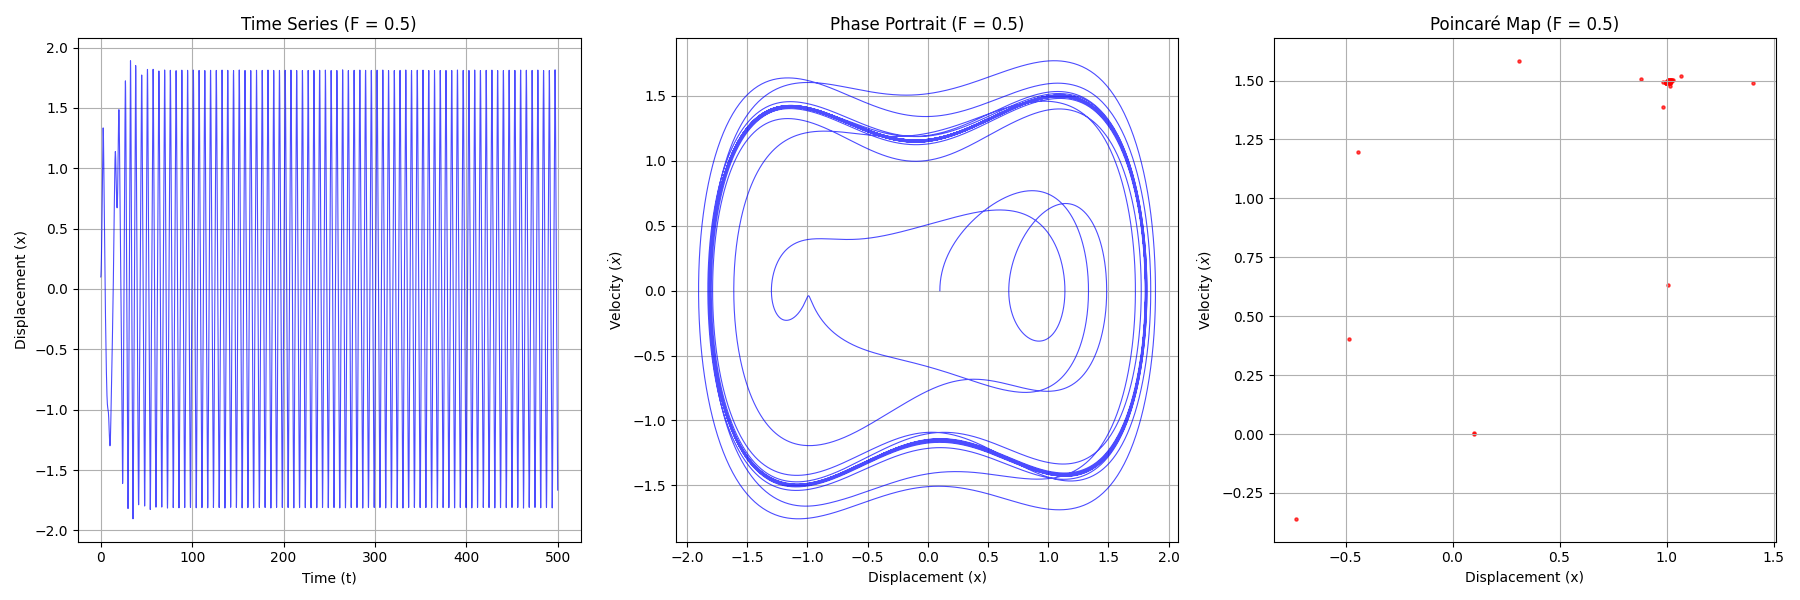 Time Series (F = 0.5)
2.0
1.5
1.0
0.5
0.0
−0.5
−1.0
−1.5
−2.0
Displacement (x)
0 100 200 300 400 500
Time (t)
Phase Portrait (F = 0.5)
1.5
1.0
0.5
0.0
−0.5
−1.0
−1.5
Velocity (ẋ)
−2.0 −1.5 −1.0 −0.5 0.0 0.5 1.0 1.5 2.0
Displacement (x)
Poincaré Map (F = 0.5)
1.50
1.25
1.00
0.75
0.50
0.25
0.00
−0.25
Velocity (ẋ)
−0.5 0.0 0.5 1.0 1.5
Displacement (x)